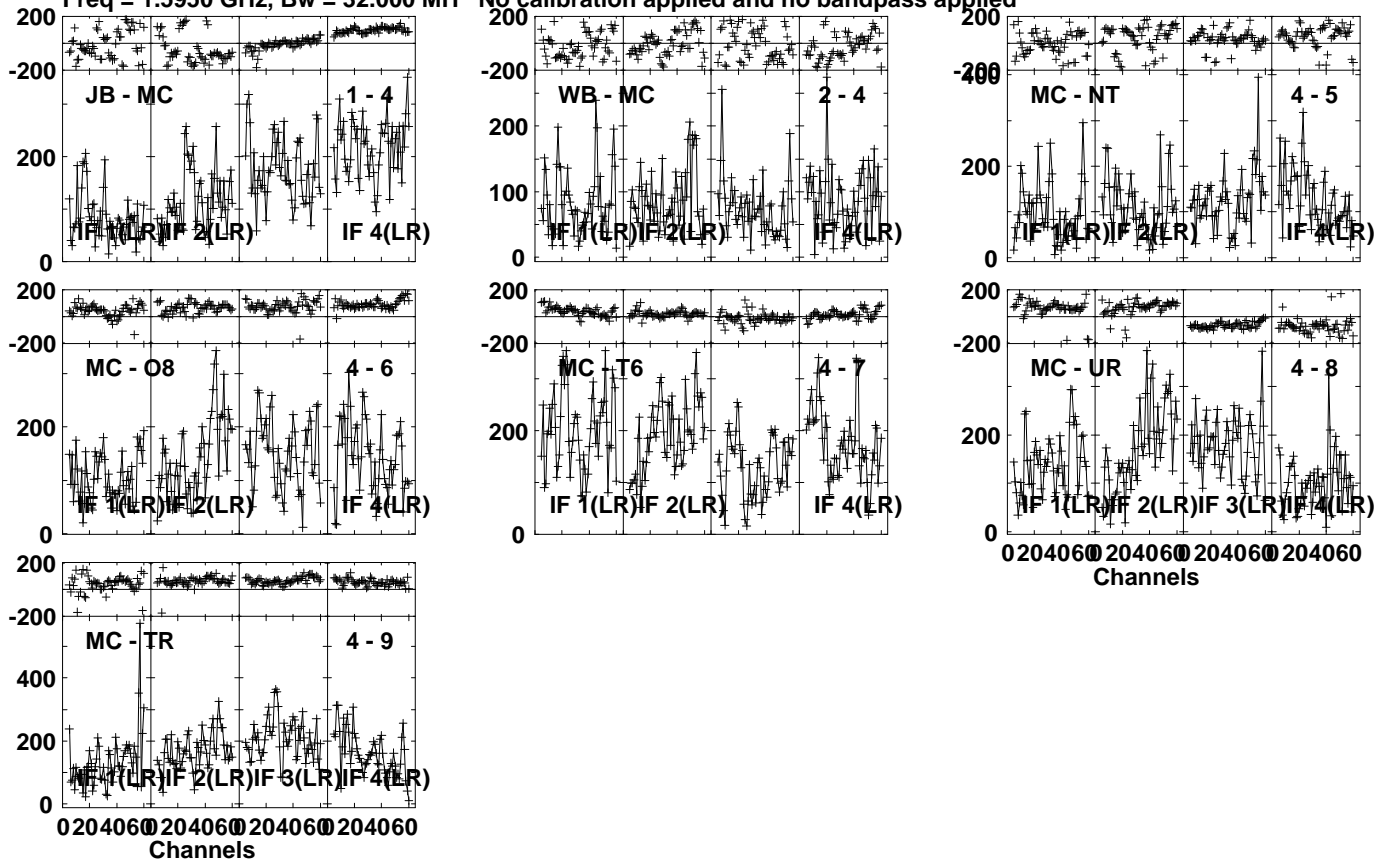 Freq = 1.5950 GHz, Bw = 32.000 MH No calibration applied and no bandpass applied
200
-200
JB - MC
1 - 4
200
0
IF 1(LR)
IF 2(LR)
IF 4(LR)
200
-200
WB - MC
2 - 4
200
100
0
IF 1(LR)
IF 2(LR)
IF 4(LR)
200
-200
400
MC - NT
4 - 5
200
0
IF 1(LR)
IF 2(LR)
IF 4(LR)
200
-200
MC - O8
4 - 6
200
0
IF 1(LR)
IF 2(LR)
IF 4(LR)
200
-200
MC - T6
4 - 7
200
0
IF 1(LR)
IF 2(LR)
IF 4(LR)
200
-200
MC - UR
4 - 8
200
0
IF 1(LR)
IF 2(LR)
IF 3(LR)
IF 4(LR)
0 20 40 60 0 20 40 60 0 20 40 60 0 20 40 60
Channels
200
-200
MC - TR
4 - 9
400
200
0
IF 1(LR)
IF 2(LR)
IF 3(LR)
IF 4(LR)
0 20 40 60 0 20 40 60 0 20 40 60 0 20 40 60
Channels